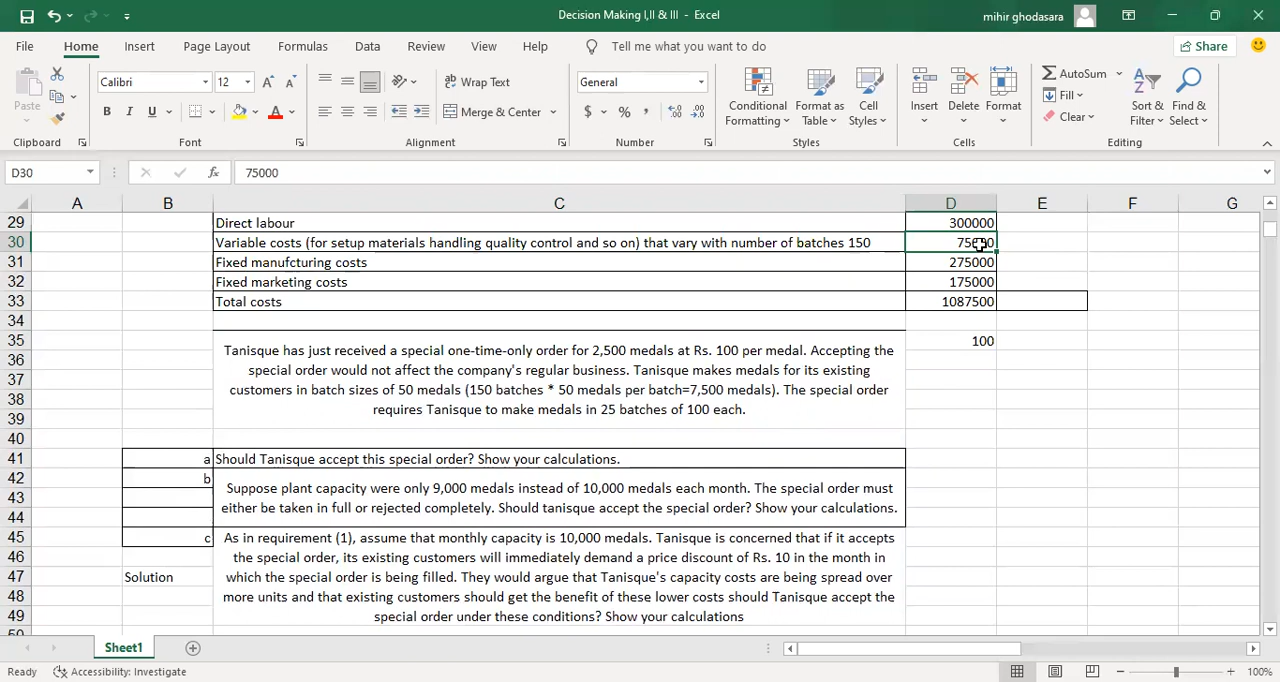 Decision Making I,II & III - Excel
mihir ghodasara
File Home Insert Page Layout Formulas Data Review View Help Tell me what you want to do Share
Paste
Calibri 12
B I U
Wrap Text
Merge & Center
General
$ % ,
Conditional Formatting
Format as Table
Cell Styles
Insert Delete Format
AutoSum
Fill
Clear
Sort & Filter
Find & Select
Clipboard Font Alignment Number Styles Cells Editing
D30 fx 75000
A B C D E F G
29 Direct labour 300000
30 Variable costs (for setup materials handling quality control and so on) that vary with number of batches 150
31 Fixed manufcturing costs 275000
32 Fixed marketing costs 175000
33 Total costs 1087500
34
35 100
Tanisque has just received a special one-time-only order for 2,500 medals at Rs. 100 per medal. Accepting the
36
special order would not affect the company's regular business. Tanisque makes medals for its existing
37
customers in batch sizes of 50 medals (150 batches * 50 medals per batch=7,500 medals). The special order
38
requires Tanisque to make medals in 25 batches of 100 each.
39
40
41 a Should Tanisque accept this special order? Show your calculations.
42 b
Suppose plant capacity were only 9,000 medals instead of 10,000 medals each month. The special order must
43
either be taken in full or rejected completely. Should tanisque accept the special order? Show your calculations.
44
45 c As in requirement (1), assume that monthly capacity is 10,000 medals. Tanisque is concerned that if it accepts
46 the special order, its existing customers will immediately demand a price discount of Rs. 10 in the month in
47 Solution which the special order is being filled. They would argue that Tanisque's capacity costs are being spread over
48 more units and that existing customers should get the benefit of these lower costs should Tanisque accept the
49 special order under these conditions? Show your calculations
Sheet1
Ready Accessibility: Investigate 100%